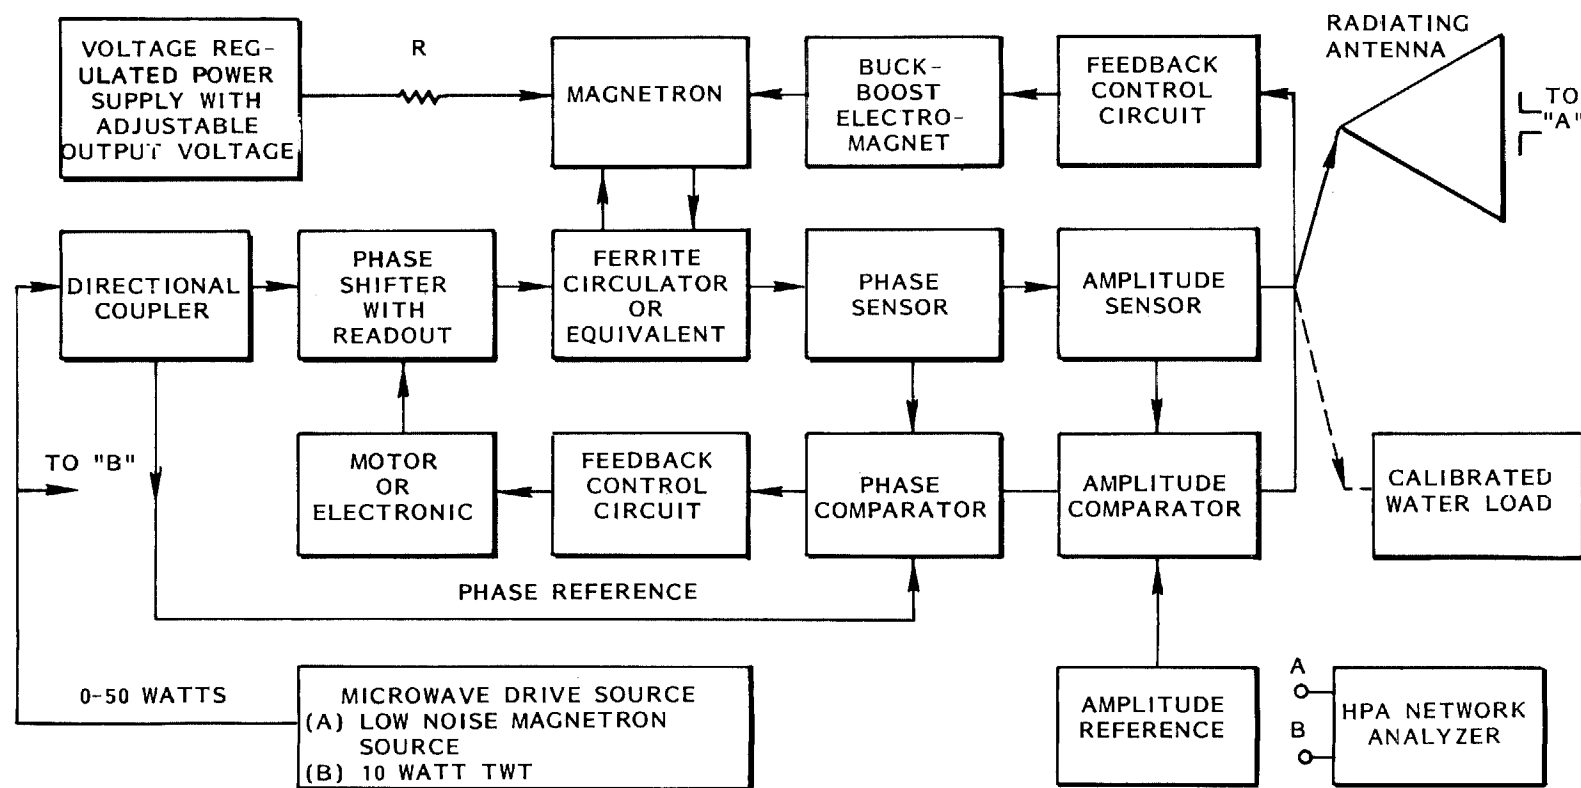 VOLTAGE REG-
ULATED POWER
SUPPLY WITH
ADJUSTABLE
OUTPUT VOLTAGE
R
MAGNETRON
BUCK-
BOOST
ELECTRO-
MAGNET
FEEDBACK
CONTROL
CIRCUIT
RADIATING
ANTENNA
TO
"A"
DIRECTIONAL
COUPLER
PHASE
SHIFTER
WITH
READOUT
FERRITE
CIRCULATOR
OR
EQUIVALENT
PHASE
SENSOR
AMPLITUDE
SENSOR
TO "B"
MOTOR
OR
ELECTRONIC
FEEDBACK
CONTROL
CIRCUIT
PHASE
COMPARATOR
AMPLITUDE
COMPARATOR
CALIBRATED
WATER LOAD
PHASE REFERENCE
0-50 WATTS
MICROWAVE DRIVE SOURCE
(A) LOW NOISE MAGNETRON
SOURCE
(B) 10 WATT TWT
AMPLITUDE
REFERENCE
A
B
HPA NETWORK
ANALYZER